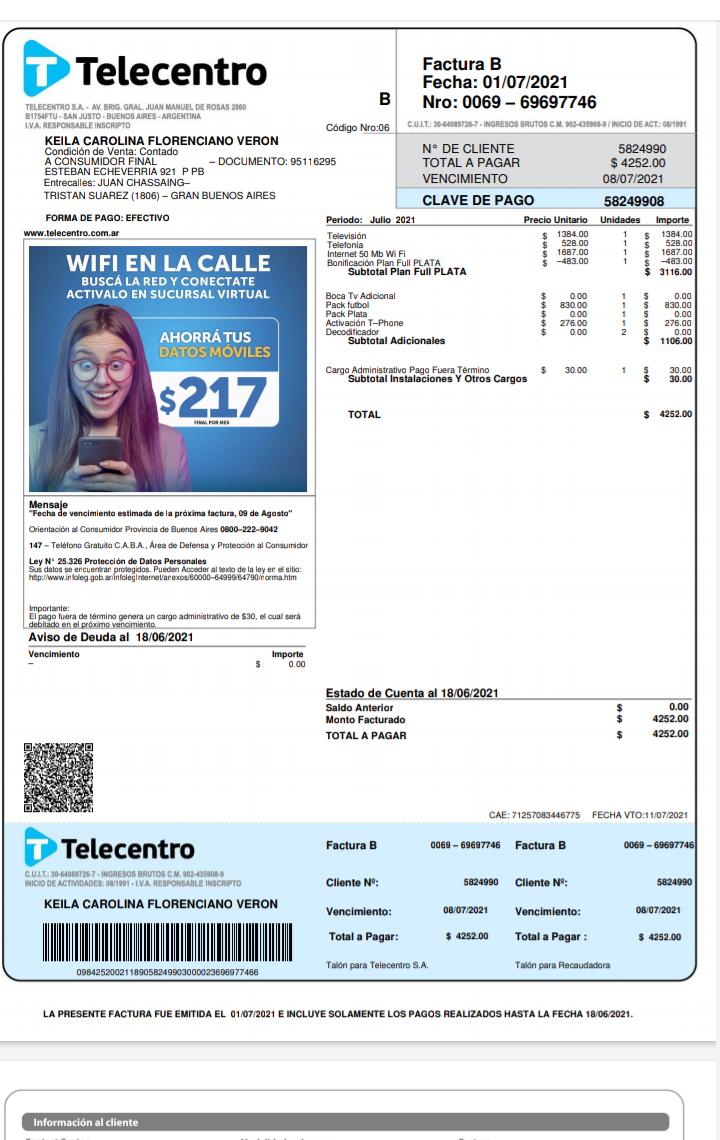 Telecentro
TELECENTRO S.A. - AV. BRIG. GRAL. JUAN MANUEL DE ROSAS 2860
B1754FTU - SAN JUSTO - BUENOS AIRES - ARGENTINA
I.V.A. RESPONSABLE INSCRIPTO
B
Código Nro:06
Factura B
Fecha: 01/07/2021
Nro: 0069 – 69697746
C.U.I.T.: 30-64089726-7 - INGRESOS BRUTOS C.M. 902-435908-9 / INICIO DE ACT.: 08/1991
KEILA CAROLINA FLORENCIANO VERON
Condición de Venta: Contado
A CONSUMIDOR FINAL – DOCUMENTO: 95116295
ESTEBAN ECHEVERRIA 921 P PB
Entrecalles: JUAN CHASSAING–
TRISTAN SUAREZ (1806) – GRAN BUENOS AIRES
N° DE CLIENTE 5824990
TOTAL A PAGAR $ 4252.00
VENCIMIENTO 08/07/2021
CLAVE DE PAGO 58249908
FORMA DE PAGO: EFECTIVO
www.telecentro.com.ar
WIFI EN LA CALLE
BUSCÁ LA RED Y CONECTATE
ACTIVALO EN SUCURSAL VIRTUAL
AHORRÁ TUS
DATOS MÓVILES
$217
FINAL POR MES
Periodo: Julio 2021 Precio Unitario Unidades Importe
Televisión $ 1384.00 1 $ 1384.00
Telefonia $ 528.00 1 $ 528.00
Internet 50 Mb Wi Fi $ 1687.00 1 $ 1687.00
Bonificación Plan Full PLATA $ –483.00 1 $ –483.00
Subtotal Plan Full PLATA $ 3116.00
Boca Tv Adicional $ 0.00 1 $ 0.00
Pack futbol $ 830.00 1 $ 830.00
Pack Plata $ 0.00 1 $ 0.00
Activación T–Phone $ 276.00 1 $ 276.00
Decodificador $ 0.00 2 $ 0.00
Subtotal Adicionales $ 1106.00
Cargo Administrativo Pago Fuera Término $ 30.00 1 $ 30.00
Subtotal Instalaciones Y Otros Cargos $ 30.00
TOTAL $ 4252.00
Mensaje
"Fecha de vencimiento estimada de la próxima factura, 09 de Agosto"
Orientación al Consumidor Provincia de Buenos Aires 0800–222–9042
147 – Teléfono Gratuito C.A.B.A., Área de Defensa y Protección al Consumidor
Ley N° 25.326 Protección de Datos Personales
Sus datos se encuentran protegidos. Pueden Acceder al texto de la ley en el sitio:
http://www.infoleg.gob.ar/infolegInternet/anexos/60000–64999/64790/norma.htm
Importante:
El pago fuera de término genera un cargo administrativo de $30, el cual será
debitado en el próximo vencimiento.
Aviso de Deuda al 18/06/2021
Vencimiento Importe
– $ 0.00
Estado de Cuenta al 18/06/2021
Saldo Anterior $ 0.00
Monto Facturado $ 4252.00
TOTAL A PAGAR $ 4252.00
CAE: 71257083446775 FECHA VTO:11/07/2021
Telecentro
C.U.I.T.: 30-64089726-7 - INGRESOS BRUTOS C.M. 902-435908-9
INICIO DE ACTIVIDADES: 08/1991 - I.V.A. RESPONSABLE INSCRIPTO
KEILA CAROLINA FLORENCIANO VERON
09842520021189058249903000023696977466
Factura B 0069 – 69697746
Cliente Nº: 5824990
Vencimiento: 08/07/2021
Total a Pagar: $ 4252.00
Talón para Telecentro S.A.
Factura B 0069 – 69697746
Cliente Nº: 5824990
Vencimiento: 08/07/2021
Total a Pagar : $ 4252.00
Talón para Recaudadora
LA PRESENTE FACTURA FUE EMITIDA EL 01/07/2021 E INCLUYE SOLAMENTE LOS PAGOS REALIZADOS HASTA LA FECHA 18/06/2021.
Información al cliente